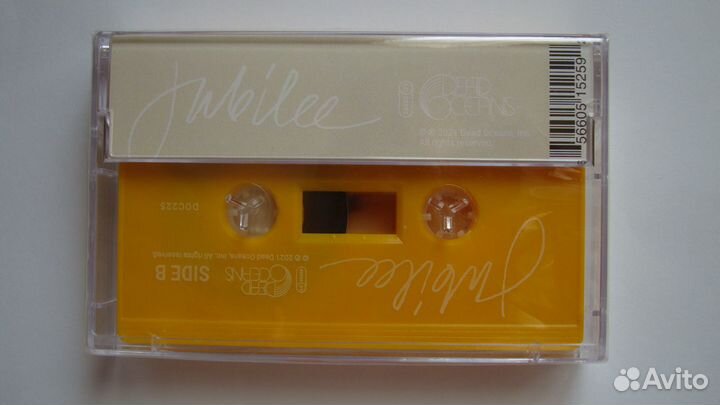 Jubilee
DEAD OCEANS
℗ © 2021 Dead Oceans, Inc.
All rights reserved.
56605 15259
DOC225
℗ © 2021 Dead Oceans, Inc. All rights reserved.
SIDE B
DEAD OCEANS
Jubilee
Avito